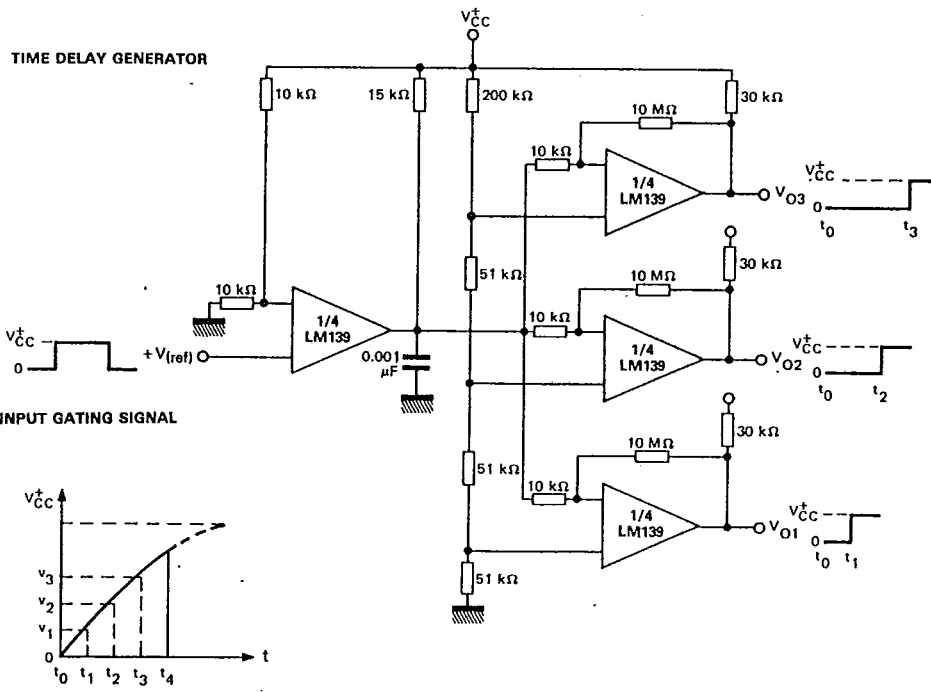 V⁺CC
TIME DELAY GENERATOR
10 kΩ
15 kΩ
200 kΩ
30 kΩ
10 MΩ
10 kΩ
1/4
LM139
VO3
V⁺CC
0
t0
t3
51 kΩ
10 MΩ
30 kΩ
10 kΩ
10 kΩ
1/4
LM139
1/4
LM139
VO2
V⁺CC
0
t0
t2
V⁺CC
0
+V(ref)
0.001
μF
INPUT GATING SIGNAL
51 kΩ
10 MΩ
30 kΩ
10 kΩ
1/4
LM139
VO1
V⁺CC
0
t0
t1
51 kΩ
V⁺CC
v3
v2
v1
0
t0
t1
t2
t3
t4
t